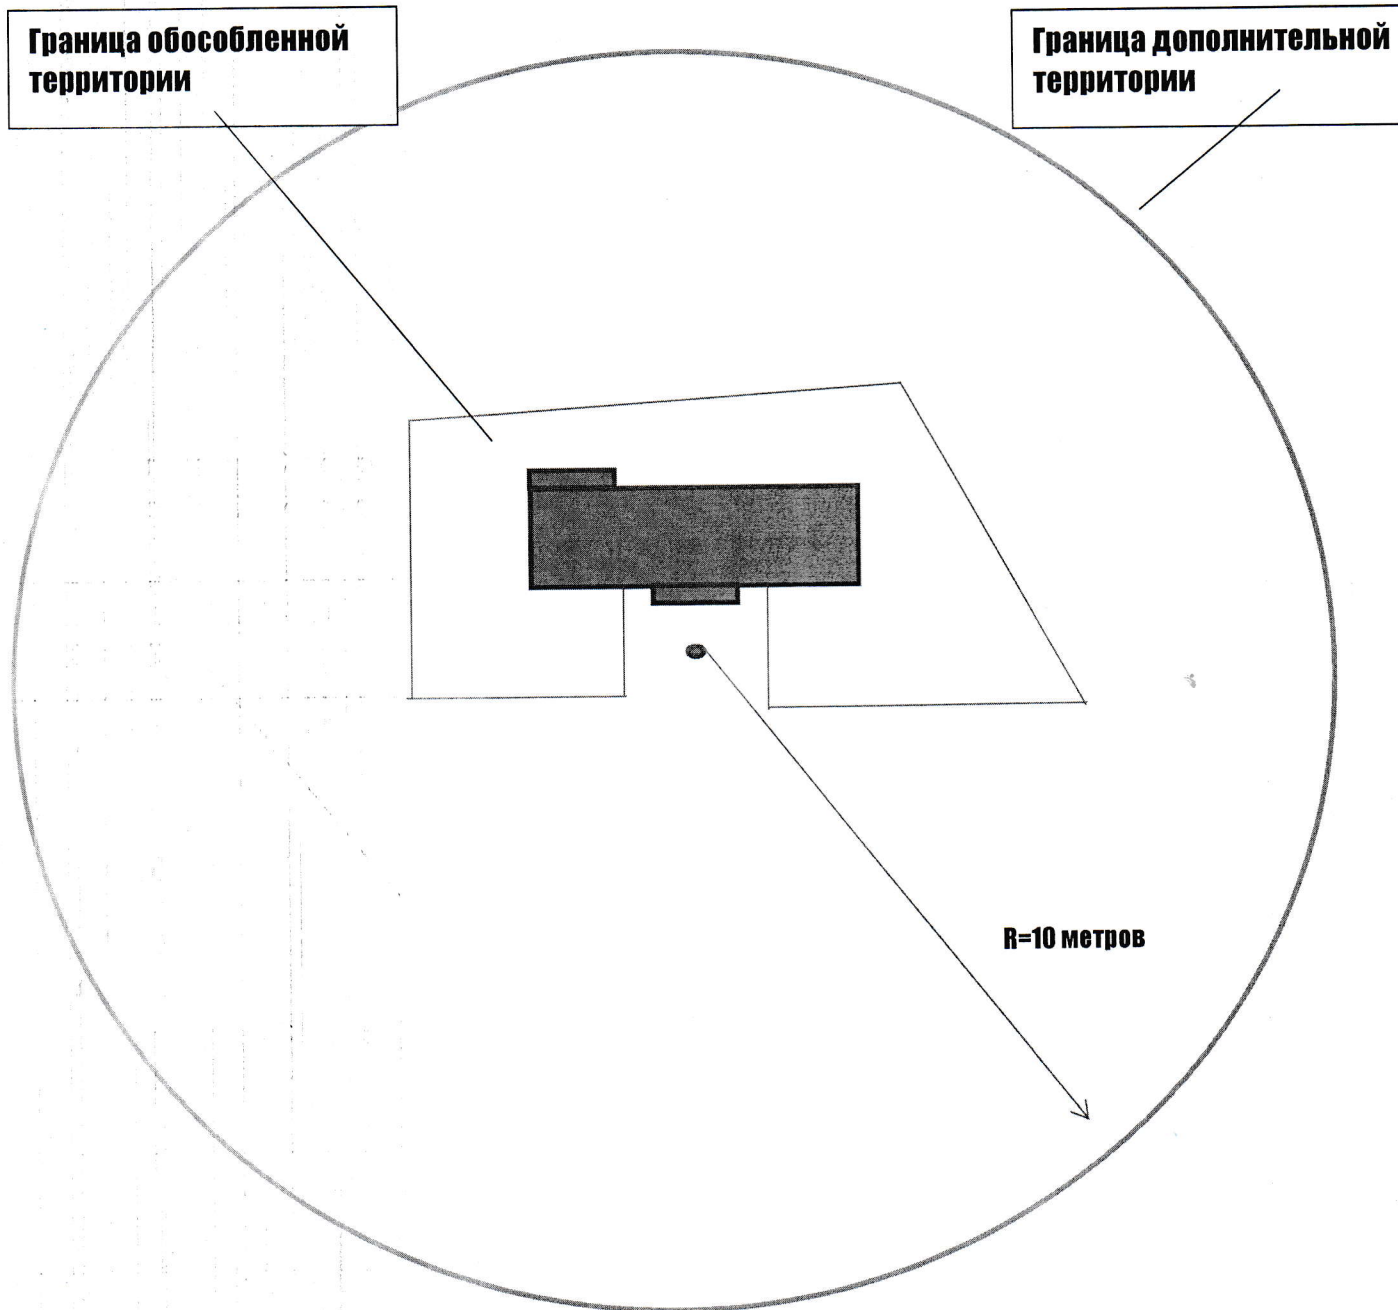 Граница обособленной
территории
Граница дополнительной
территории
R=10 метров